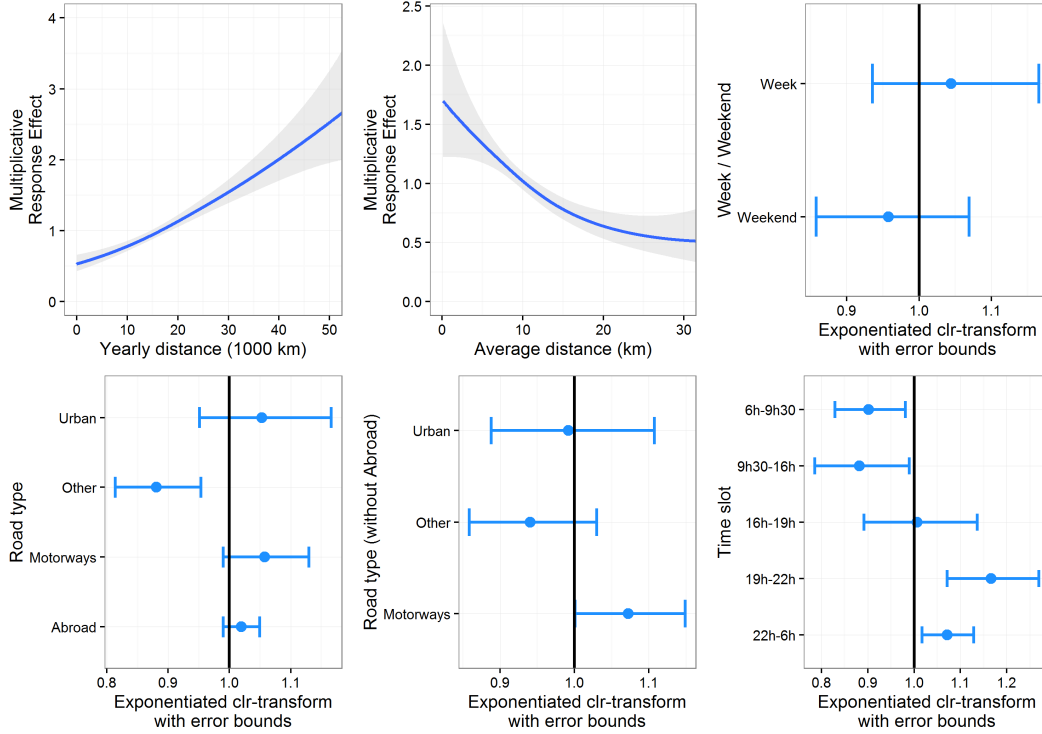 Multiplicative
Response Effect
4
3
2
1
0
0 10 20 30 40 50
Yearly distance (1000 km)
Multiplicative
Response Effect
2.5
2.0
1.5
1.0
0.5
0.0
0 10 20 30
Average distance (km)
Week / Weekend
Week
Weekend
0.9 1.0 1.1
Exponentiated clr-transform
with error bounds
Road type
Urban
Other
Motorways
Abroad
0.8 0.9 1.0 1.1
Exponentiated clr-transform
with error bounds
Road type (without Abroad)
Urban
Other
Motorways
0.9 1.0 1.1
Exponentiated clr-transform
with error bounds
Time slot
6h-9h30
9h30-16h
16h-19h
19h-22h
22h-6h
0.8 0.9 1.0 1.1 1.2
Exponentiated clr-transform
with error bounds